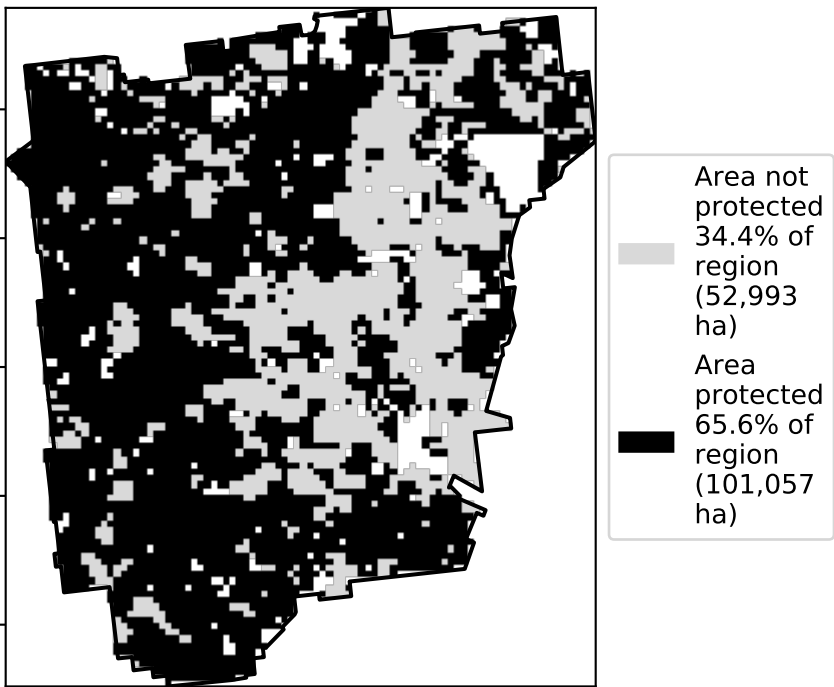 Area not
protected
34.4% of
region
(52,993
ha)
Area
protected
65.6% of
region
(101,057
ha)